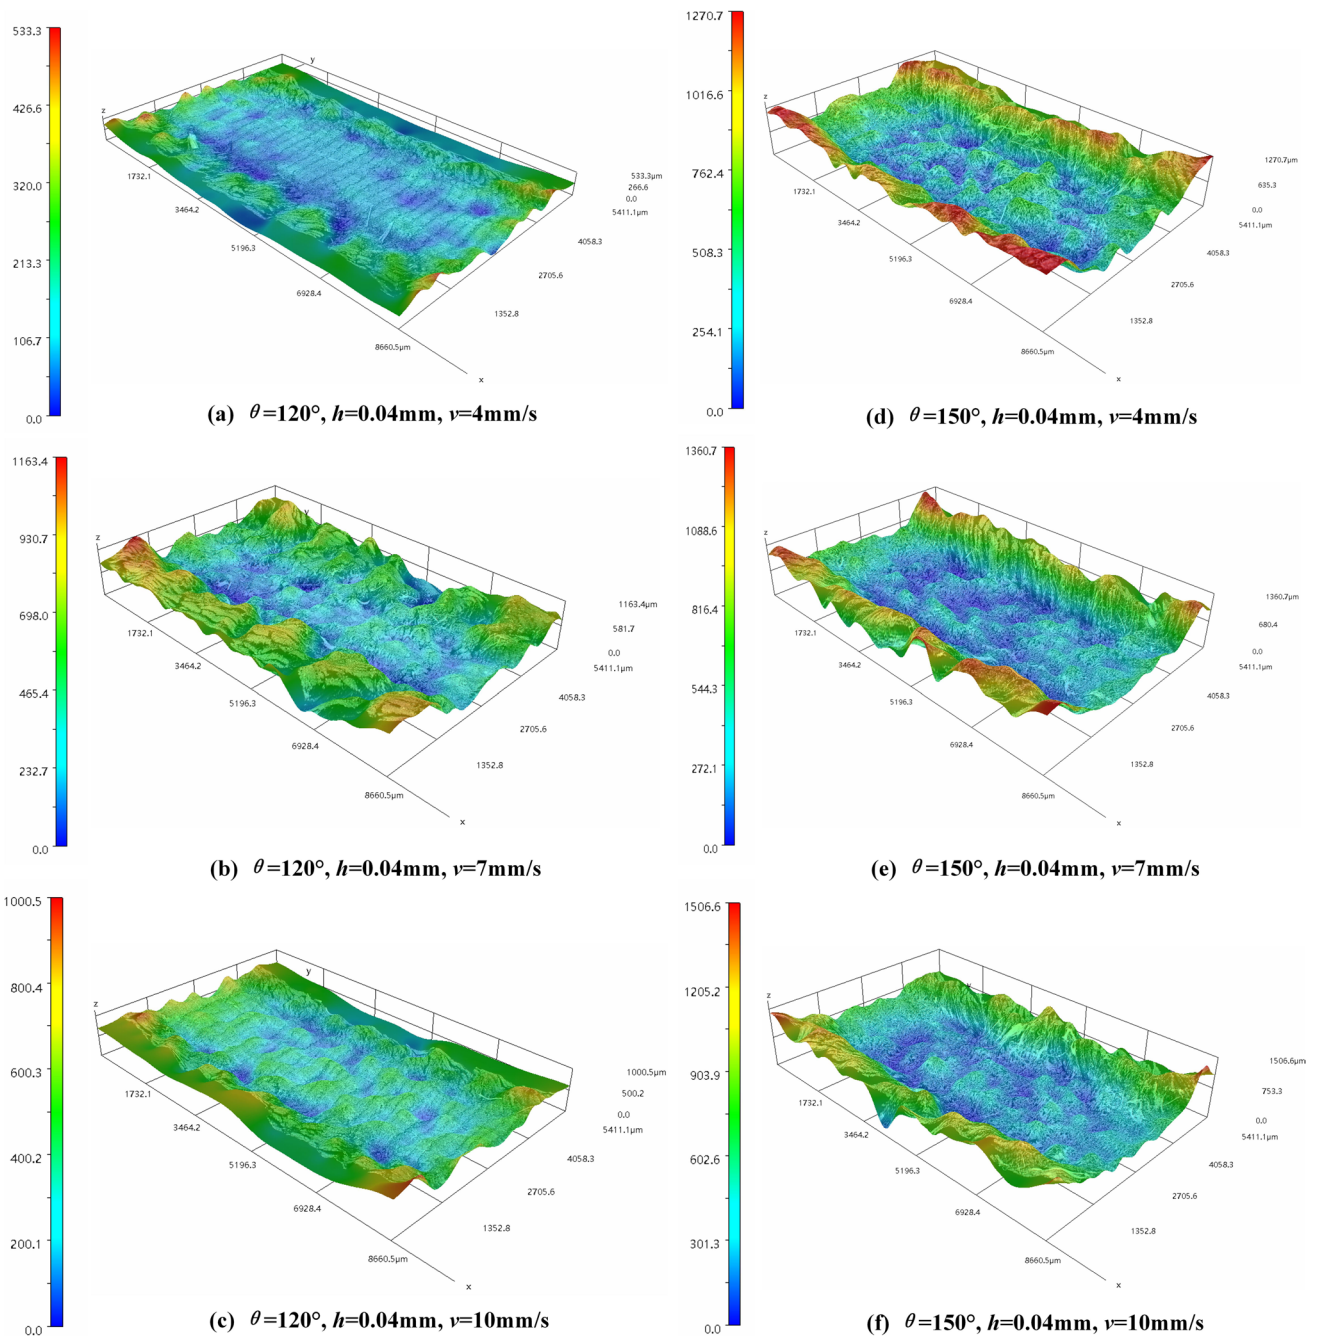 533.3
426.6
320.0
213.3
106.7
0.0
z
y
1732.1
3464.2
5196.3
6928.4
8660.5μm
x
533.3μm
266.6
0.0
5411.1μm
4058.3
2705.6
1352.8
(a) θ=120°, h=0.04mm, v=4mm/s
1270.7
1016.6
762.4
508.3
254.1
0.0
z
1732.1
3464.2
5196.3
6928.4
8660.5μm
x
1270.7μm
635.3
0.0
5411.1μm
4058.3
2705.6
1352.8
(d) θ=150°, h=0.04mm, v=4mm/s
1163.4
930.7
698.0
465.4
232.7
0.0
z
y
1732.1
3464.2
5196.3
6928.4
8660.5μm
x
1163.4μm
581.7
0.0
5411.1μm
4058.3
2705.6
1352.8
(b) θ=120°, h=0.04mm, v=7mm/s
1360.7
1088.6
816.4
544.3
272.1
0.0
z
1732.1
3464.2
5196.3
6928.4
8660.5μm
x
1360.7μm
680.4
0.0
5411.1μm
4058.3
2705.6
1352.8
(e) θ=150°, h=0.04mm, v=7mm/s
1000.5
800.4
600.3
400.2
200.1
0.0
z
y
1732.1
3464.2
5196.3
6928.4
8660.5μm
x
1000.5μm
500.2
0.0
5411.1μm
4058.3
2705.6
1352.8
(c) θ=120°, h=0.04mm, v=10mm/s
1506.6
1205.2
903.9
602.6
301.3
0.0
z
y
1732.1
3464.2
5196.3
6928.4
8660.5μm
x
1506.6μm
753.3
0.0
5411.1μm
4058.3
2705.6
1352.8
(f) θ=150°, h=0.04mm, v=10mm/s